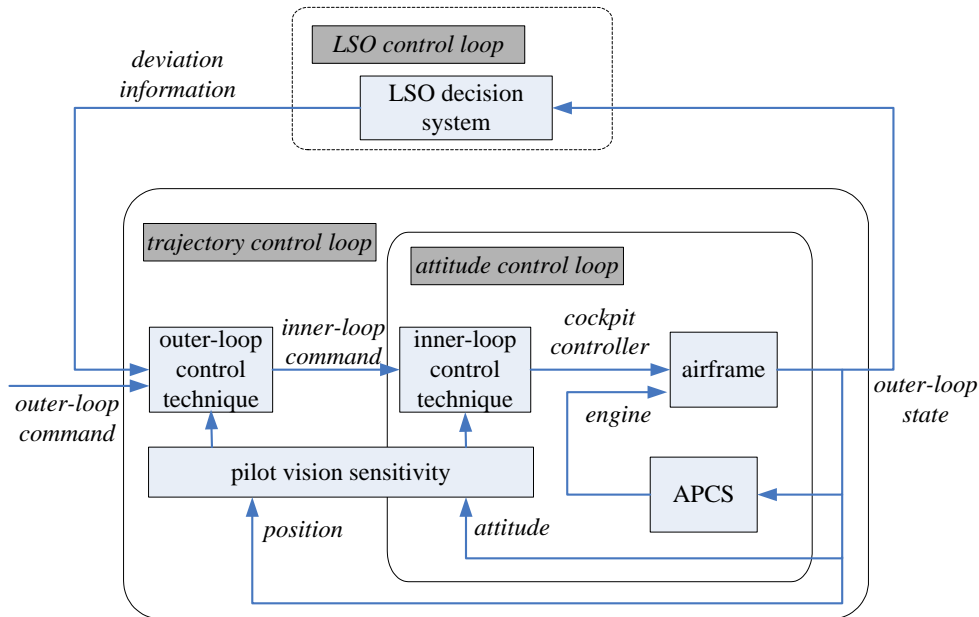 LSO control loop
deviation
information
LSO decision
system
trajectory control loop
attitude control loop
outer-loop
control
technique
inner-loop
command
inner-loop
control
technique
cockpit
controller
airframe
outer-loop
command
outer-loop
state
engine
pilot vision sensitivity
APCS
position
attitude